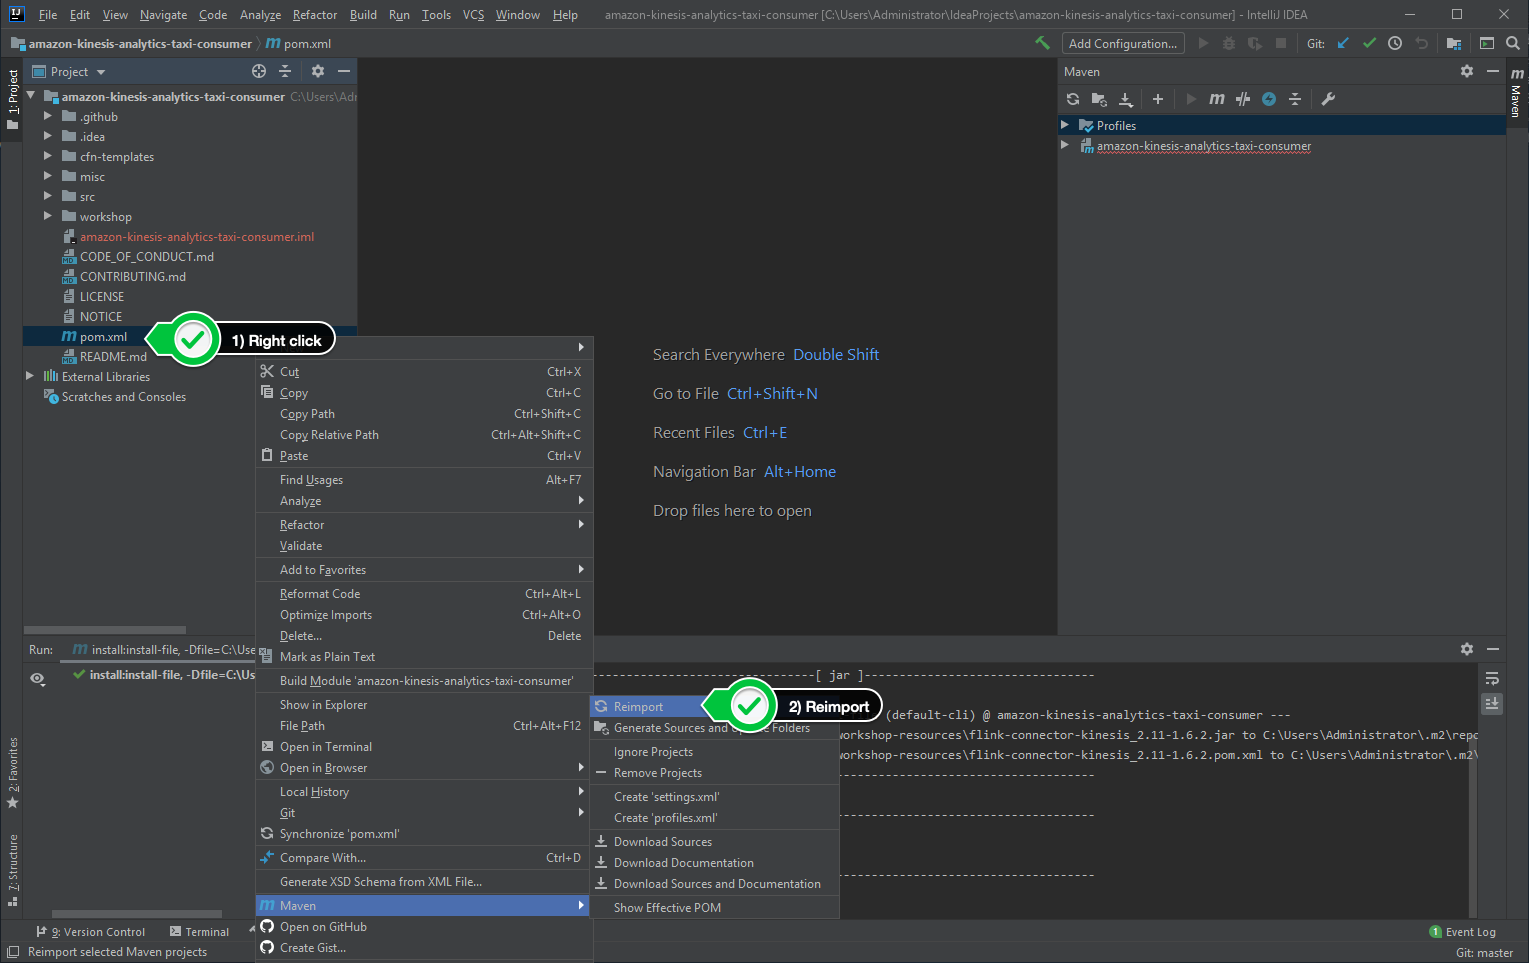 IJ File Edit View Navigate Code Analyze Refactor Build Run Tools VCS Window Help amazon-kinesis-analytics-taxi-consumer [C:\Users\Administrator\IdeaProjects\amazon-kinesis-analytics-taxi-consumer] - IntelliJ IDEA
amazon-kinesis-analytics-taxi-consumer m pom.xml Add Configuration... Git:
1: Project
Project
amazon-kinesis-analytics-taxi-consumer C:\Users\Adr
.github
.idea
cfn-templates
misc
src
workshop
amazon-kinesis-analytics-taxi-consumer.iml
CODE_OF_CONDUCT.md
CONTRIBUTING.md
LICENSE
NOTICE
m pom.xml
README.md
External Libraries
Scratches and Consoles
1) Right click
Search Everywhere Double Shift
Go to File Ctrl+Shift+N
Recent Files Ctrl+E
Navigation Bar Alt+Home
Drop files here to open
Maven
m
Profiles
amazon-kinesis-analytics-taxi-consumer
m Maven
Cut Ctrl+X
Copy Ctrl+C
Copy Path Ctrl+Shift+C
Copy Relative Path Ctrl+Alt+Shift+C
Paste Ctrl+V
Find Usages Alt+F7
Analyze
Refactor
Validate
Add to Favorites
Reformat Code Ctrl+Alt+L
Optimize Imports Ctrl+Alt+O
Delete... Delete
Mark as Plain Text
Build Module 'amazon-kinesis-analytics-taxi-consumer'
Show in Explorer
File Path Ctrl+Alt+F12
Open in Terminal
Open in Browser
Local History
Git
Synchronize 'pom.xml'
Compare With... Ctrl+D
Generate XSD Schema from XML File...
m Maven
Open on GitHub
Create Gist...
Reimport
2) Reimport
Generate Sources and Folders
Ignore Projects
Remove Projects
Create 'settings.xml'
Create 'profiles.xml'
Download Sources
Download Documentation
Download Sources and Documentation
Show Effective POM
Run: m install:install-file, -Dfile=C:\Use
install:install-file, -Dfile=C:\Us
-------------------------------[ jar ]--------------------------------
(default-cli) @ amazon-kinesis-analytics-taxi-consumer ---
workshop-resources\flink-connector-kinesis_2.11-1.6.2.jar to C:\Users\Administrator\.m2\repo
workshop-resources\flink-connector-kinesis_2.11-1.6.2.pom.xml to C:\Users\Administrator\.m2\
-----------------------------------
-----------------------------------
-----------------------------------
2: Favorites
7: Structure
9: Version Control Terminal
1 Event Log
Reimport selected Maven projects Git: master